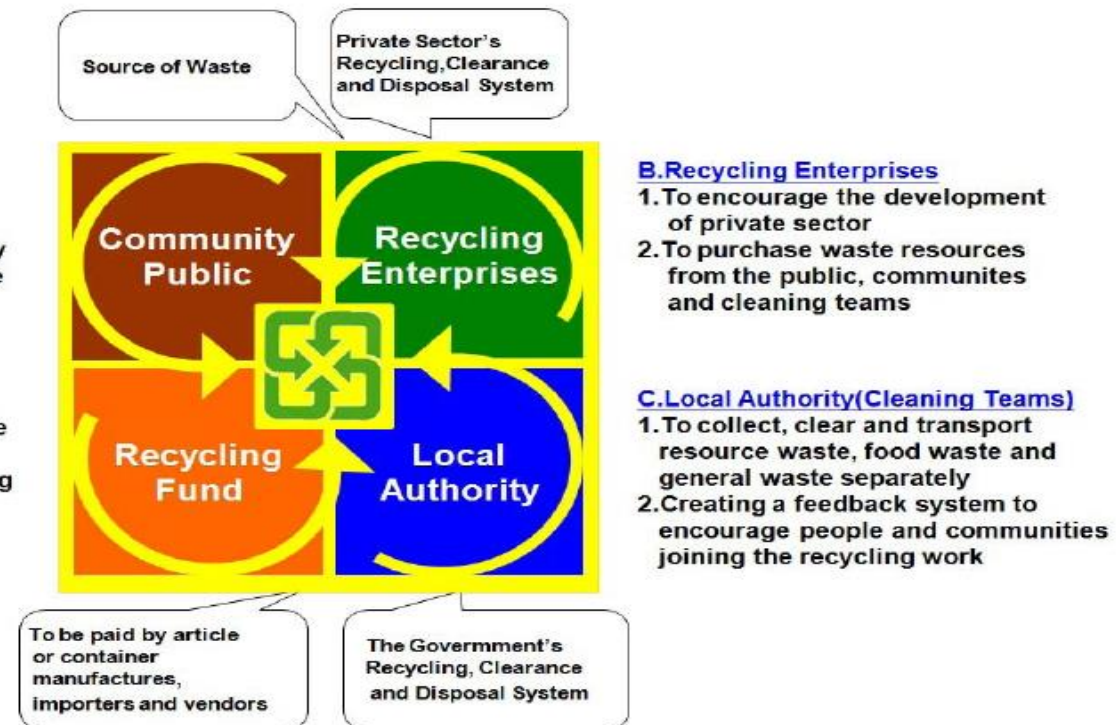 Source of Waste
Private Sector's
Recycling,Clearance
and Disposal System
Community
Public
Recycling
Enterprises
Recycling
Fund
Local
Authority
B.Recycling Enterprises
1.To encourage the development
of private sector
2.To purchase waste resources
from the public, communites
and cleaning teams
C.Local Authority(Cleaning Teams)
1.To collect, clear and transport
resource waste, food waste and
general waste separately
2.Creating a feedback system to
encourage people and communities
joining the recycling work
To be paid by article
or container
manufactures,
importers and vendors
The Governmment's
Recycling, Clearance
and Disposal System